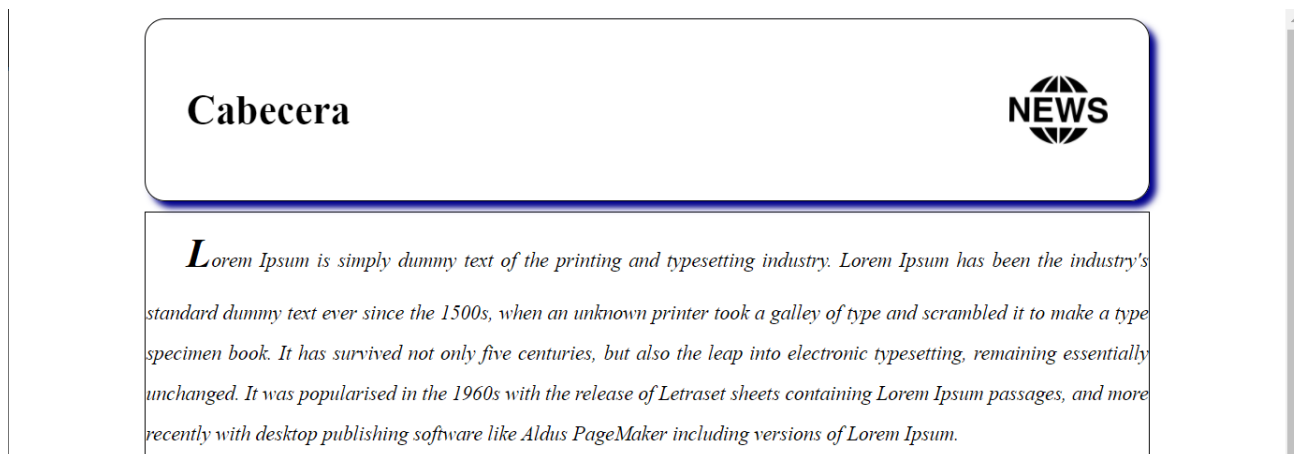 Cabecera
NEWS
Lorem Ipsum is simply dummy text of the printing and typesetting industry. Lorem Ipsum has been the industry's
standard dummy text ever since the 1500s, when an unknown printer took a galley of type and scrambled it to make a type
specimen book. It has survived not only five centuries, but also the leap into electronic typesetting, remaining essentially
unchanged. It was popularised in the 1960s with the release of Letraset sheets containing Lorem Ipsum passages, and more
recently with desktop publishing software like Aldus PageMaker including versions of Lorem Ipsum.